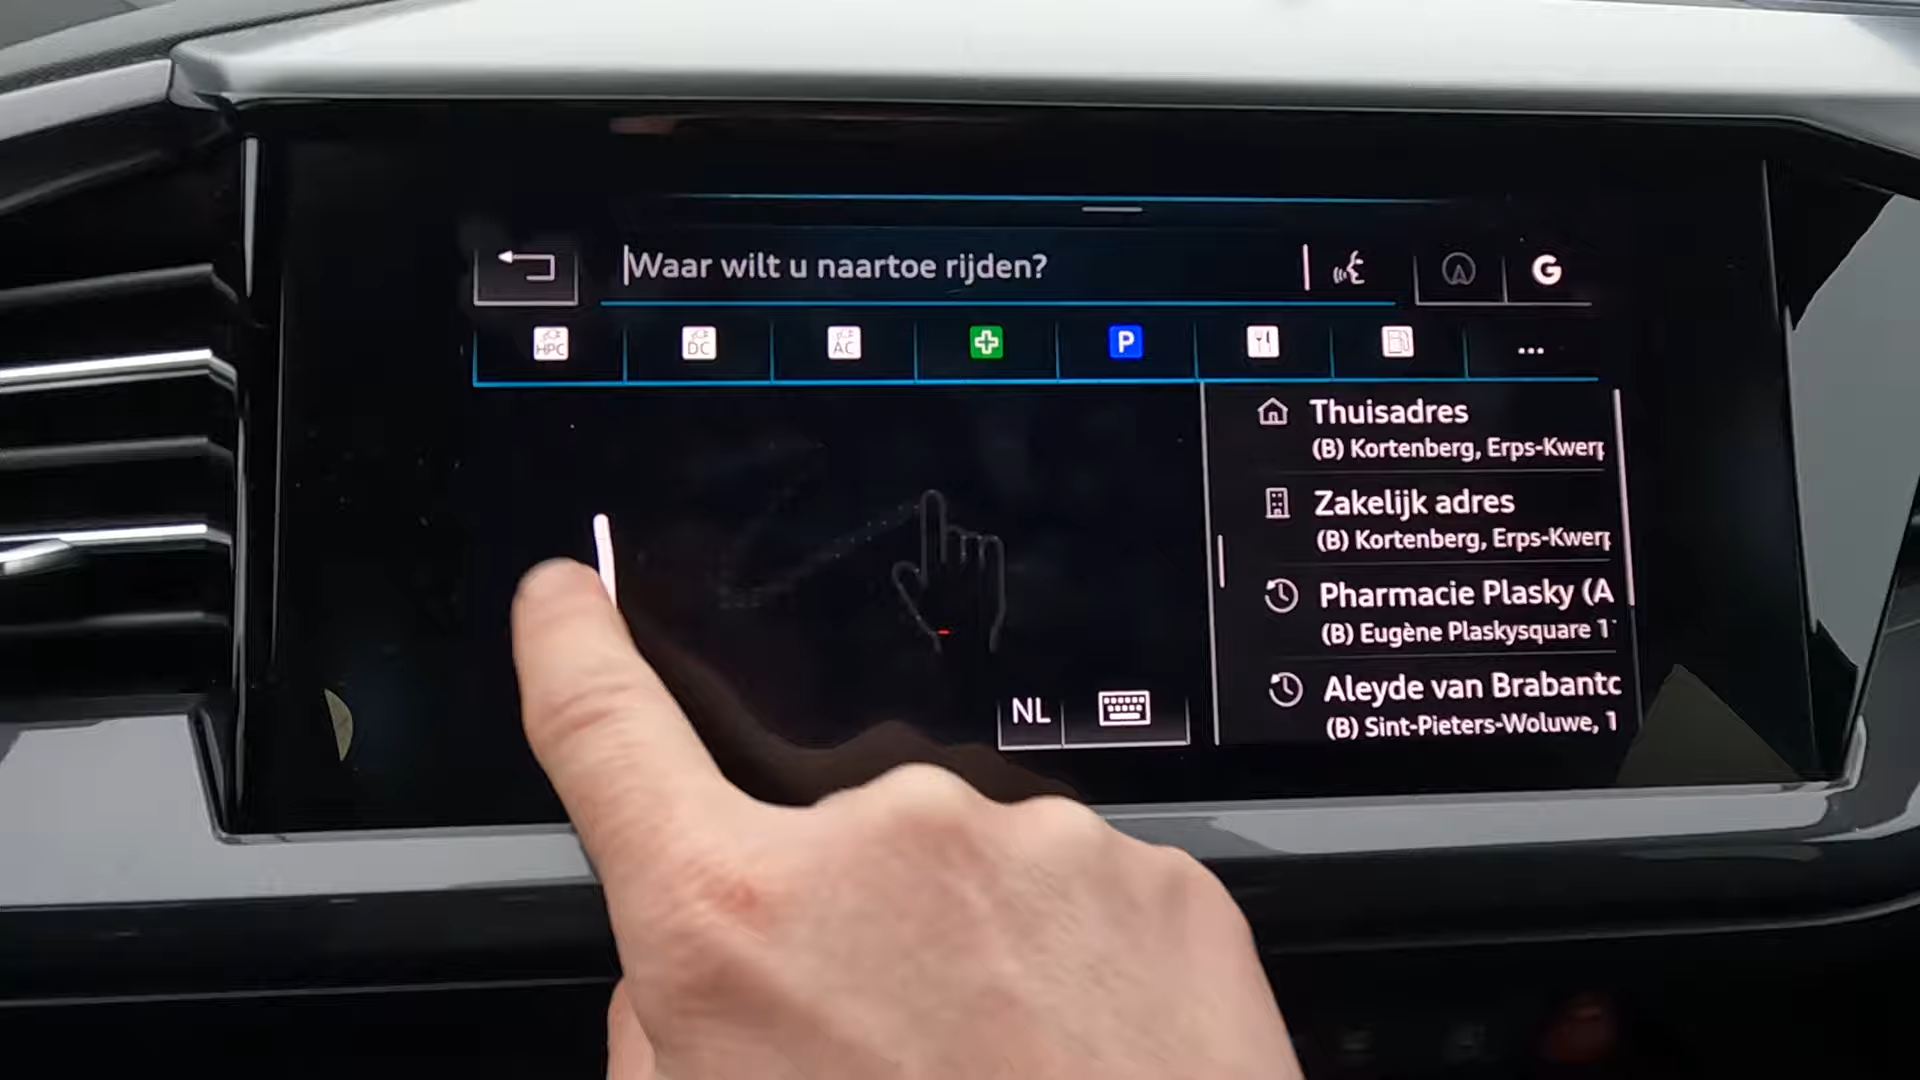 Waar wilt u naartoe rijden?
G
HPC
DC
AC
P
...
Thuisadres
(B) Kortenberg, Erps-Kwer
Zakelijk adres
(B) Kortenberg, Erps-Kwer
Pharmacie Plasky (A
(B) Eugène Plaskysquare 1
Aleyde van Brabant
(B) Sint-Pieters-Woluwe, 1
NL